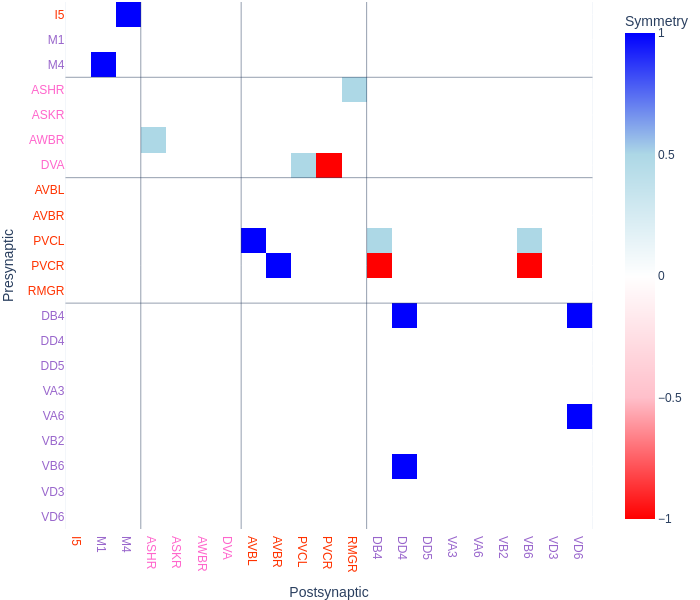 Symmetry
1
0.5
0
−0.5
−1
Presynaptic
I5
M1
M4
ASHR
ASKR
AWBR
DVA
AVBL
AVBR
PVCL
PVCR
RMGR
DB4
DD4
DD5
VA3
VA6
VB2
VB6
VD3
VD6
I5
M1
M4
ASHR
ASKR
AWBR
DVA
AVBL
AVBR
PVCL
PVCR
RMGR
DB4
DD4
DD5
VA3
VA6
VB2
VB6
VD3
VD6
Postsynaptic